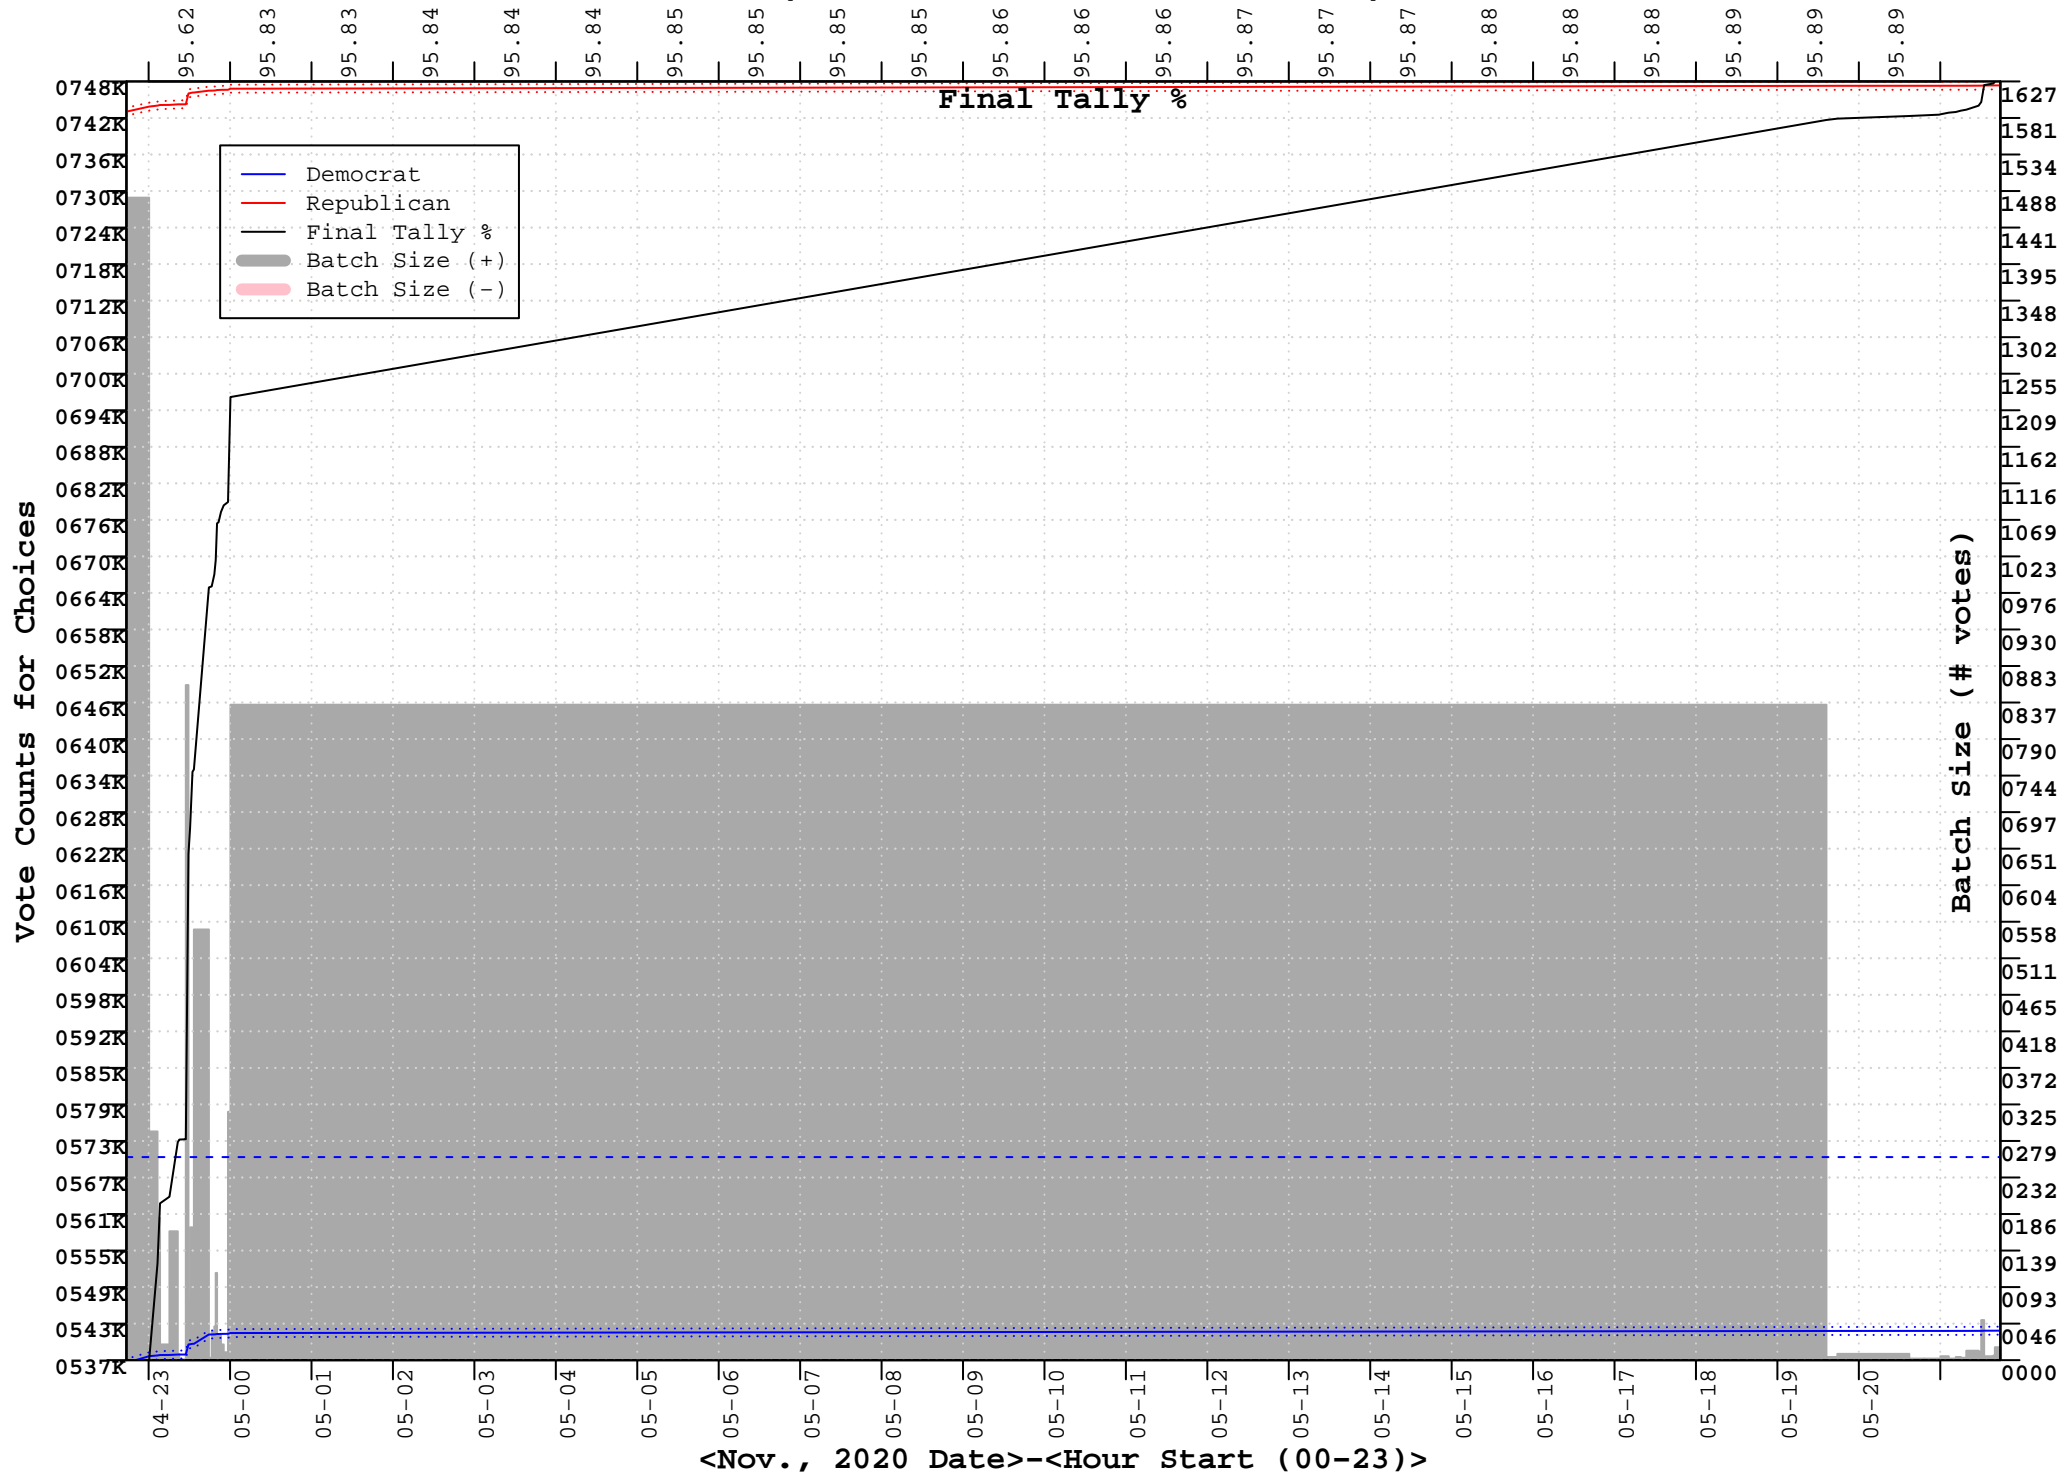 95.62 95.83 95.83 95.84 95.84 95.84 95.85 95.85 95.85 95.85 95.86 95.86 95.86 95.87 95.87 95.87 95.88 95.88 95.88 95.89 95.89 95.89
Final Tally %
Democrat
Republican
Final Tally %
Batch Size (+)
Batch Size (-)
Vote Counts for Choices
0748K
0742K
0736K
0730K
0724K
0718K
0712K
0706K
0700K
0694K
0688K
0682K
0676K
0670K
0664K
0658K
0652K
0646K
0640K
0634K
0628K
0622K
0616K
0610K
0604K
0598K
0592K
0585K
0579K
0573K
0567K
0561K
0555K
0549K
0543K
0537K
Batch Size (# votes)
1627
1581
1534
1488
1441
1395
1348
1302
1255
1209
1162
1116
1069
1023
0976
0930
0883
0837
0790
0744
0697
0651
0604
0558
0511
0465
0418
0372
0325
0279
0232
0186
0139
0093
0046
0000
04-23 05-00 05-01 05-02 05-03 05-04 05-05 05-06 05-07 05-08 05-09 05-10 05-11 05-12 05-13 05-14 05-15 05-16 05-17 05-18 05-19 05-20
<Nov., 2020 Date>-<Hour Start (00-23)>